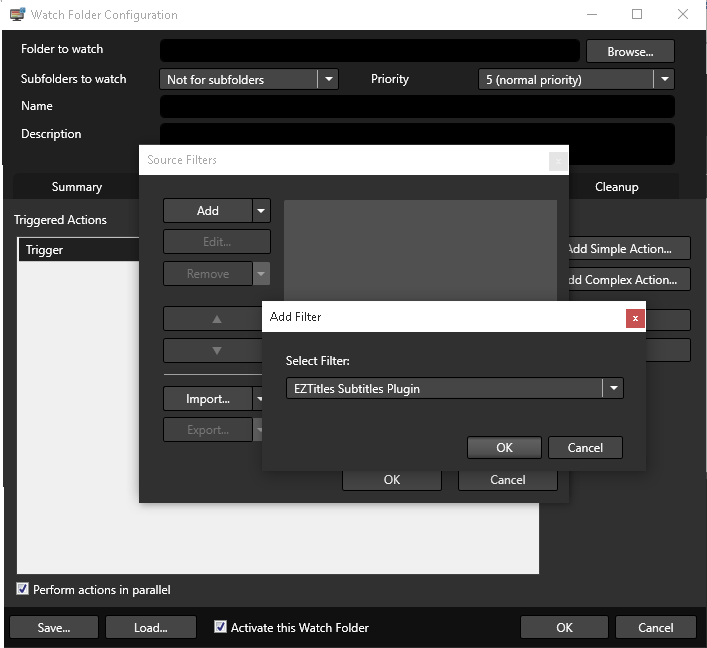 Watch Folder Configuration
Folder to watch
Browse...
Subfolders to watch
Not for subfolders
Priority
5 (normal priority)
Name
Description
Source Filters
x
Summary
Cleanup
Add
Triggered Actions
Edit...
Trigger
Add Simple Action...
Remove
dd Complex Action...
Add Filter
x
Select Filter:
EZTitles Subtitles Plugin
Import...
Export...
OK
Cancel
OK
Cancel
Perform actions in parallel
Save...
Load...
Activate this Watch Folder
OK
Cancel